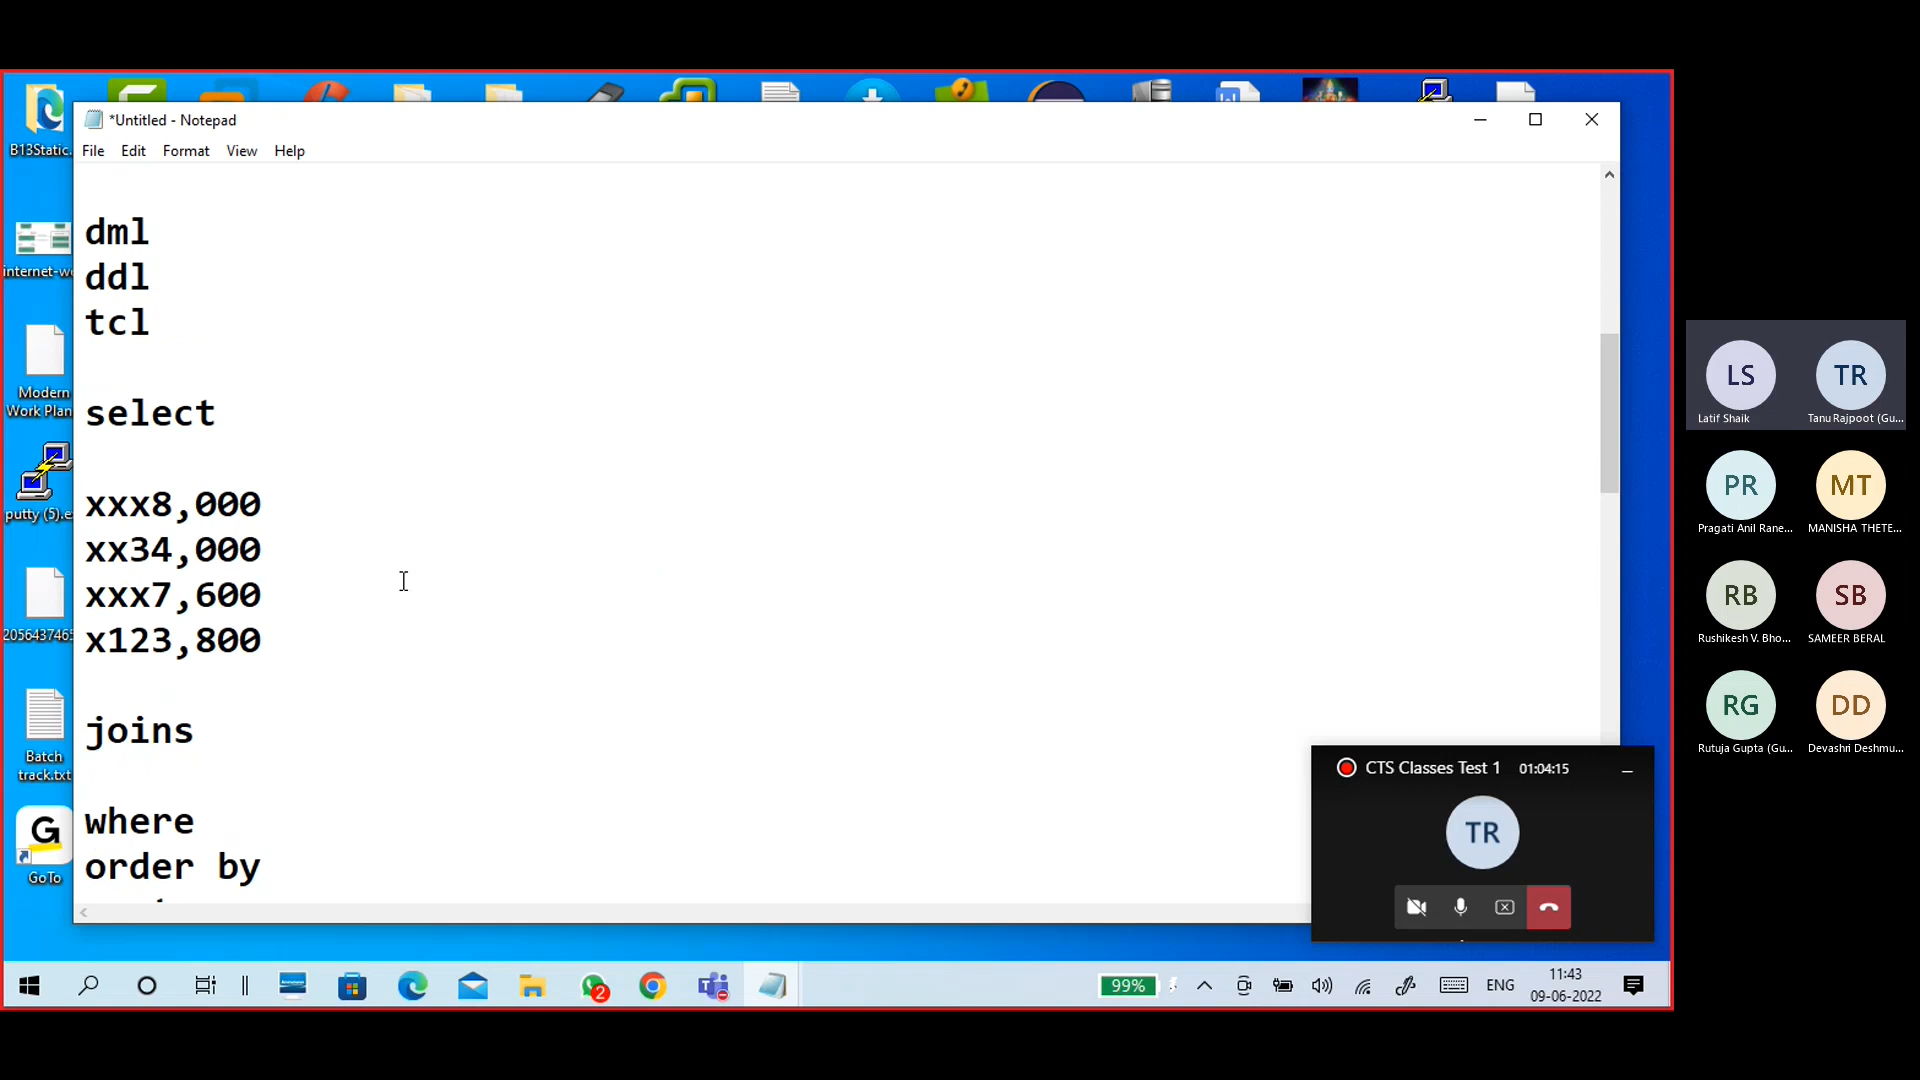 *Untitled - Notepad
File Edit Format View Help
dml
ddl
tcl
select
xxx8,000
xx34,000
xxx7,600
x123,800
joins
where
order by
B13Static.
internet-w
Modern
Work Plan
putty (5).e
2056437465
Batch
track.txt
G
GoTo
CTS Classes Test 1 01:04:15
TR
99%
2
ENG
11:43
09-06-2022
LS
Latif Shaik
TR
Tanu Rajpoot (Gu...
PR
Pragati Anil Rane...
MT
MANISHA THETE...
RB
Rushikesh V. Bho...
SB
SAMEER BERAL
RG
Rutuja Gupta (Gu...
DD
Devashri Deshmu...